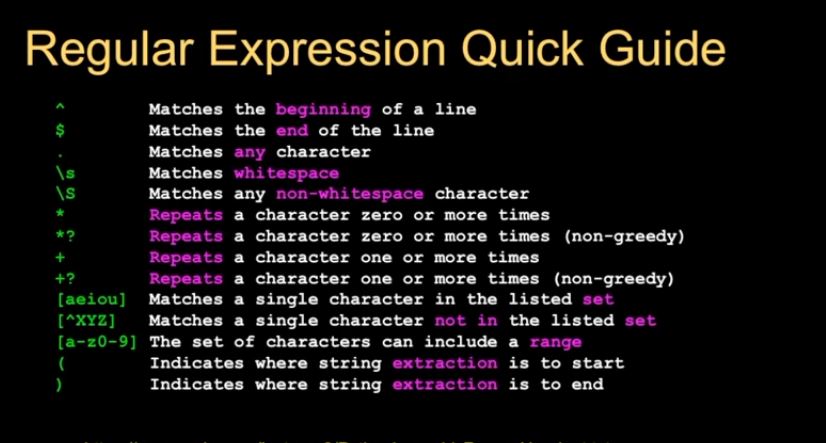 Regular Expression Quick Guide
^ Matches the beginning of a line
$ Matches the end of the line
. Matches any character
\s Matches whitespace
\S Matches any non-whitespace character
* Repeats a character zero or more times
*? Repeats a character zero or more times (non-greedy)
+ Repeats a character one or more times
+? Repeats a character one or more times (non-greedy)
[aeiou] Matches a single character in the listed set
[^XYZ] Matches a single character not in the listed set
[a-z0-9] The set of characters can include a range
( Indicates where string extraction is to start
) Indicates where string extraction is to end